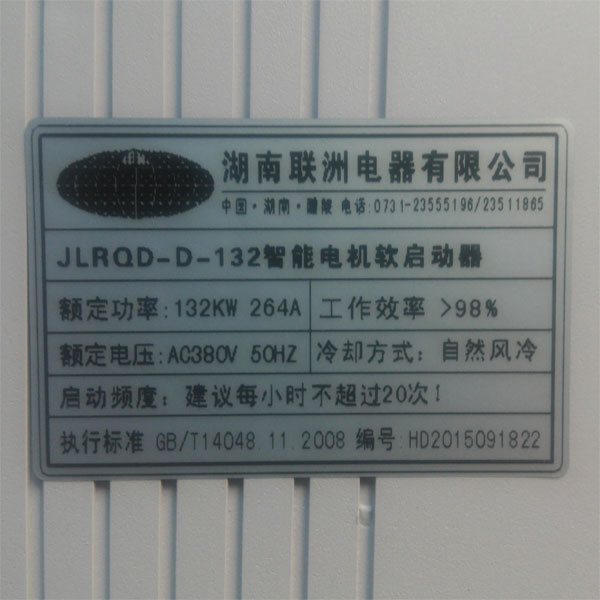 湖南联洲电器有限公司
中国·湖南·醴陵 电话:0731-23555196/23511865
JLRQD-D-132智能电机软启动器
额定功率:132KW 264A 工作效率 >98%
额定电压:AC380V 50HZ 冷却方式: 自然风冷
启动频度: 建议每小时不超过20次!
执行标准 GB/T14048.11.2008 编号:HD2015091822